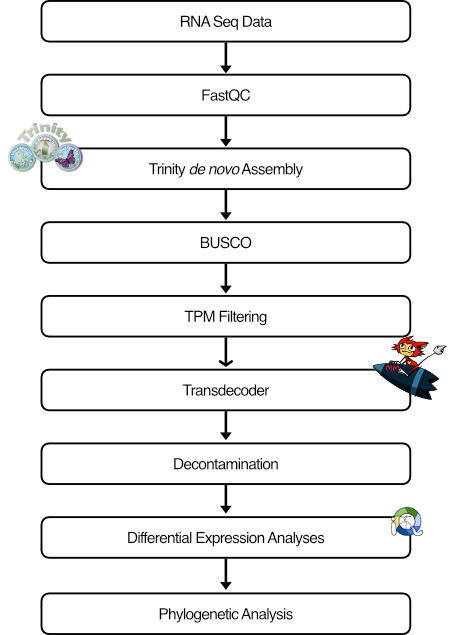 RNA Seq Data
FastQC
Trinity
Trinity de novo Assembly
BUSCO
TPM Filtering
MM
Transdecoder
Decontamination
Differential Expression Analyses
Phylogenetic Analysis